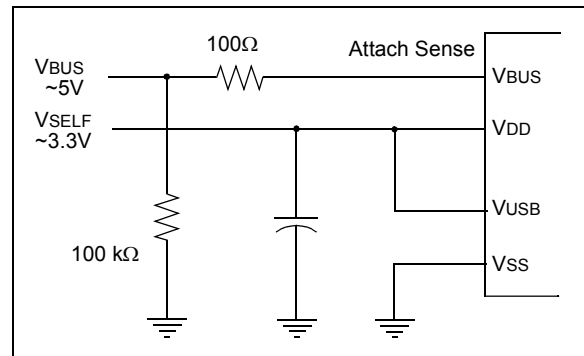 100Ω
Attach Sense
VBUS
~5V
VBUS
VSELF
~3.3V
VDD
VUSB
100 kΩ
VSS